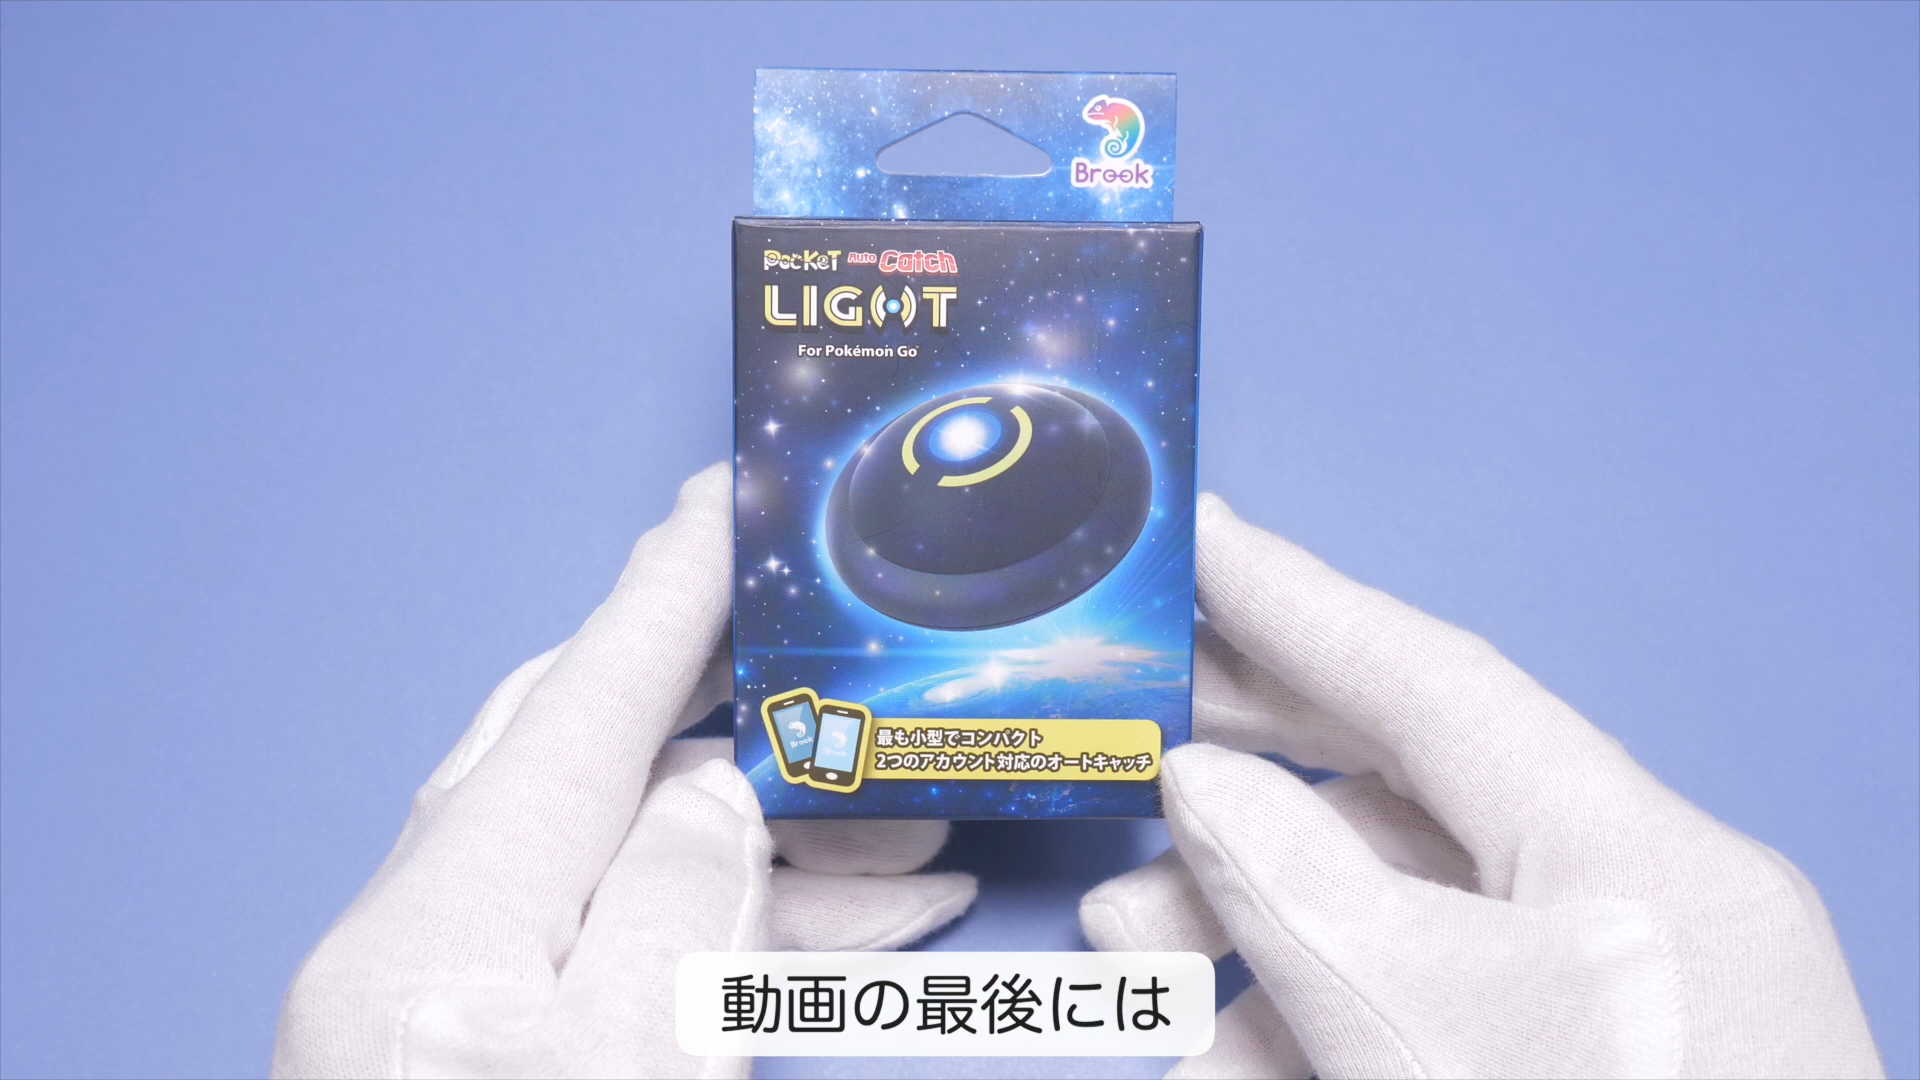 Brook
PocKeT Auto Catch
LIGHT
For Pokémon Go
Brook
最も小型でコンパクト
2つのアカウント対応のオートキャッチ
動画の最後には